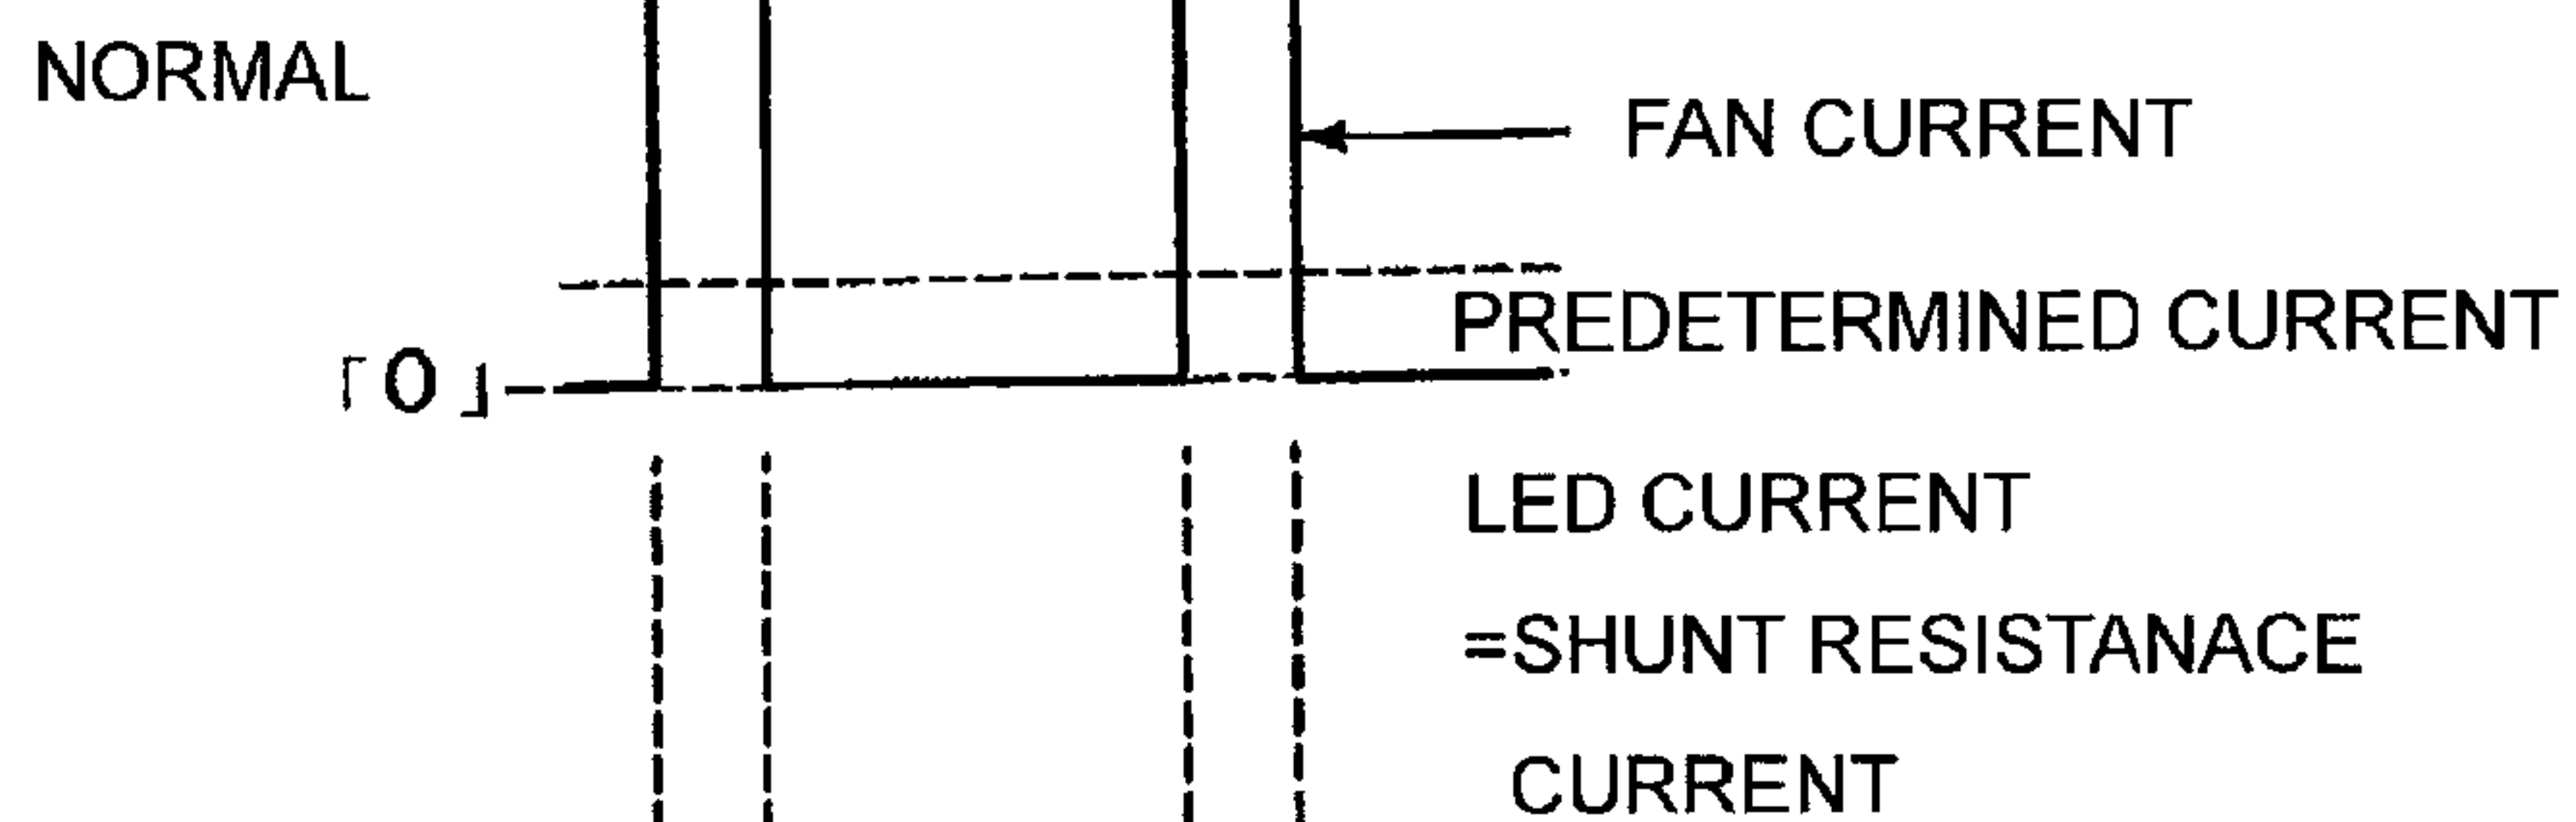 NORMAL
FAN CURRENT
PREDETERMINED CURRENT
「0」
LED CURRENT
=SHUNT RESISTANACE
CURRENT